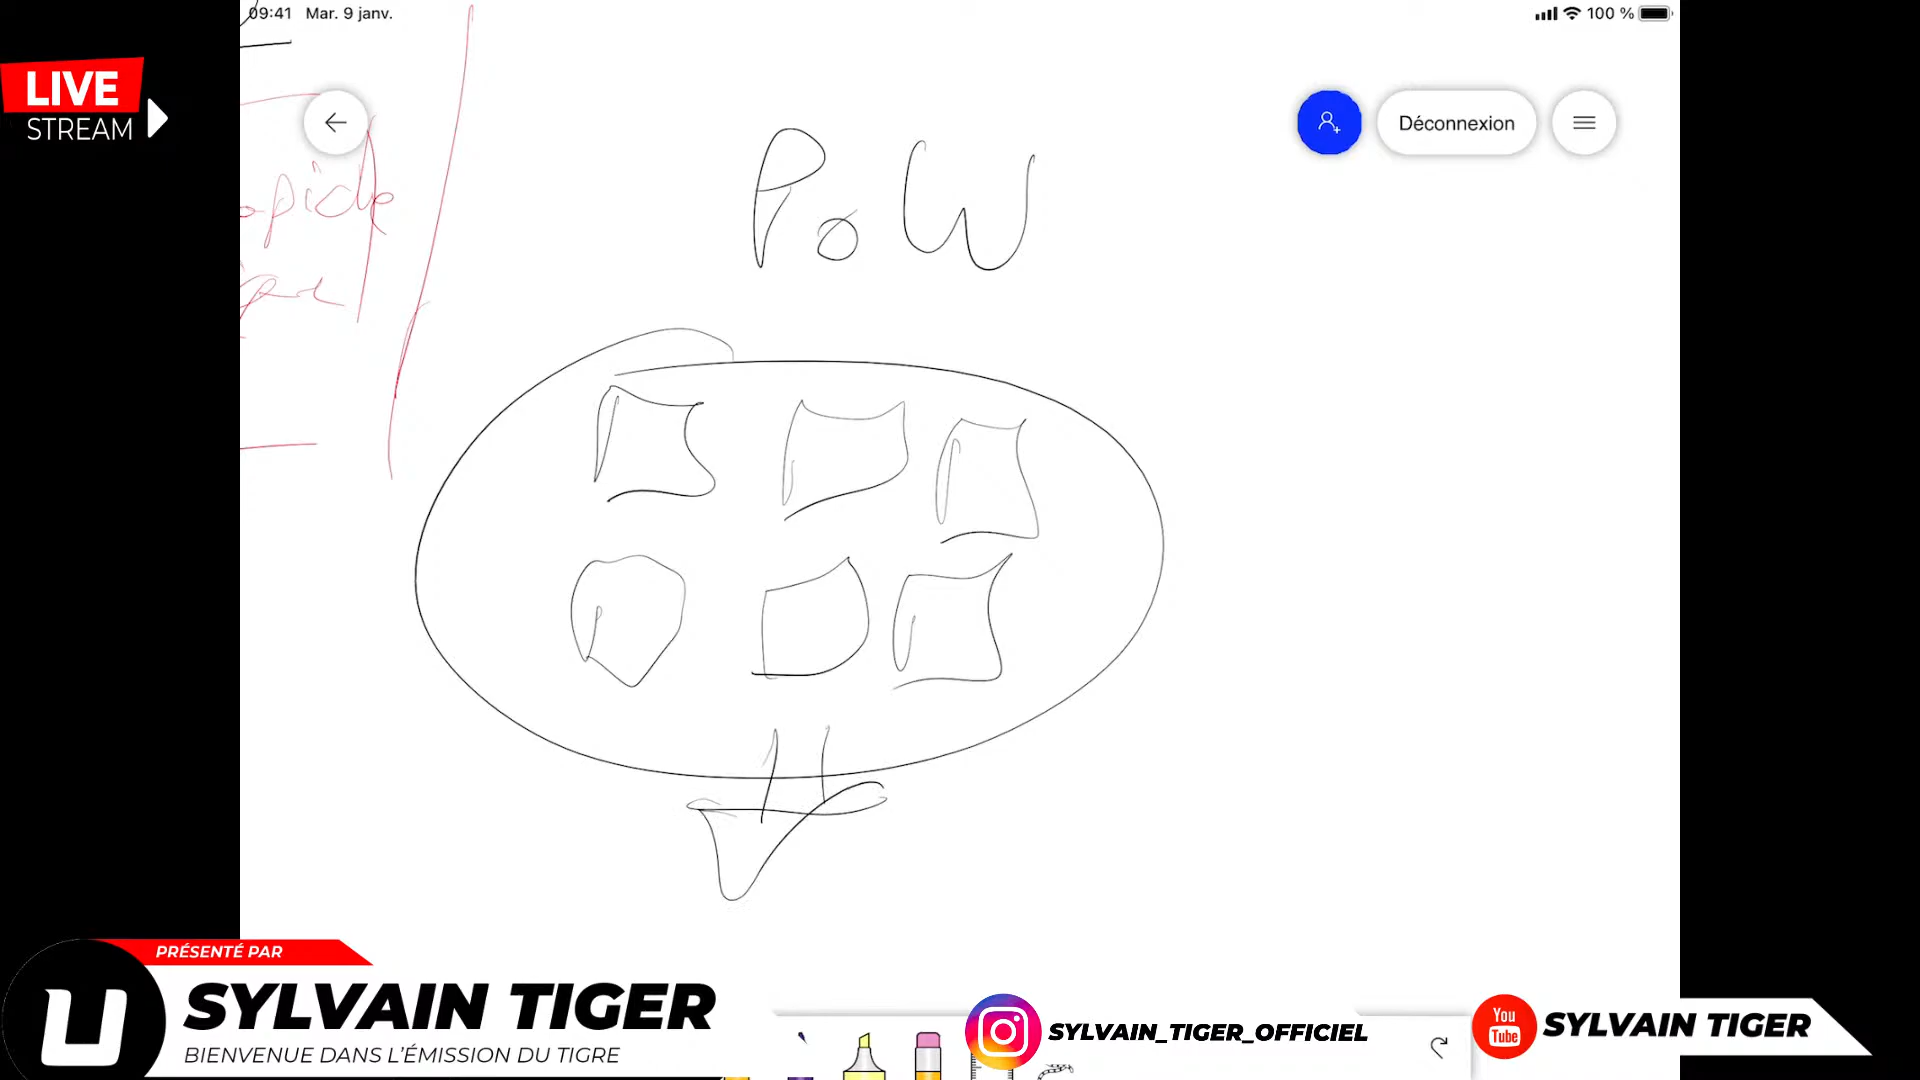 09:41 Mar. 9 janv.
100 %
LIVE
STREAM
Déconnexion
PoW
PRÉSENTÉ PAR
SYLVAIN TIGER
BIENVENUE DANS L'ÉMISSION DU TIGRE
SYLVAIN_TIGER_OFFICIEL
You
Tube
SYLVAIN TIGER